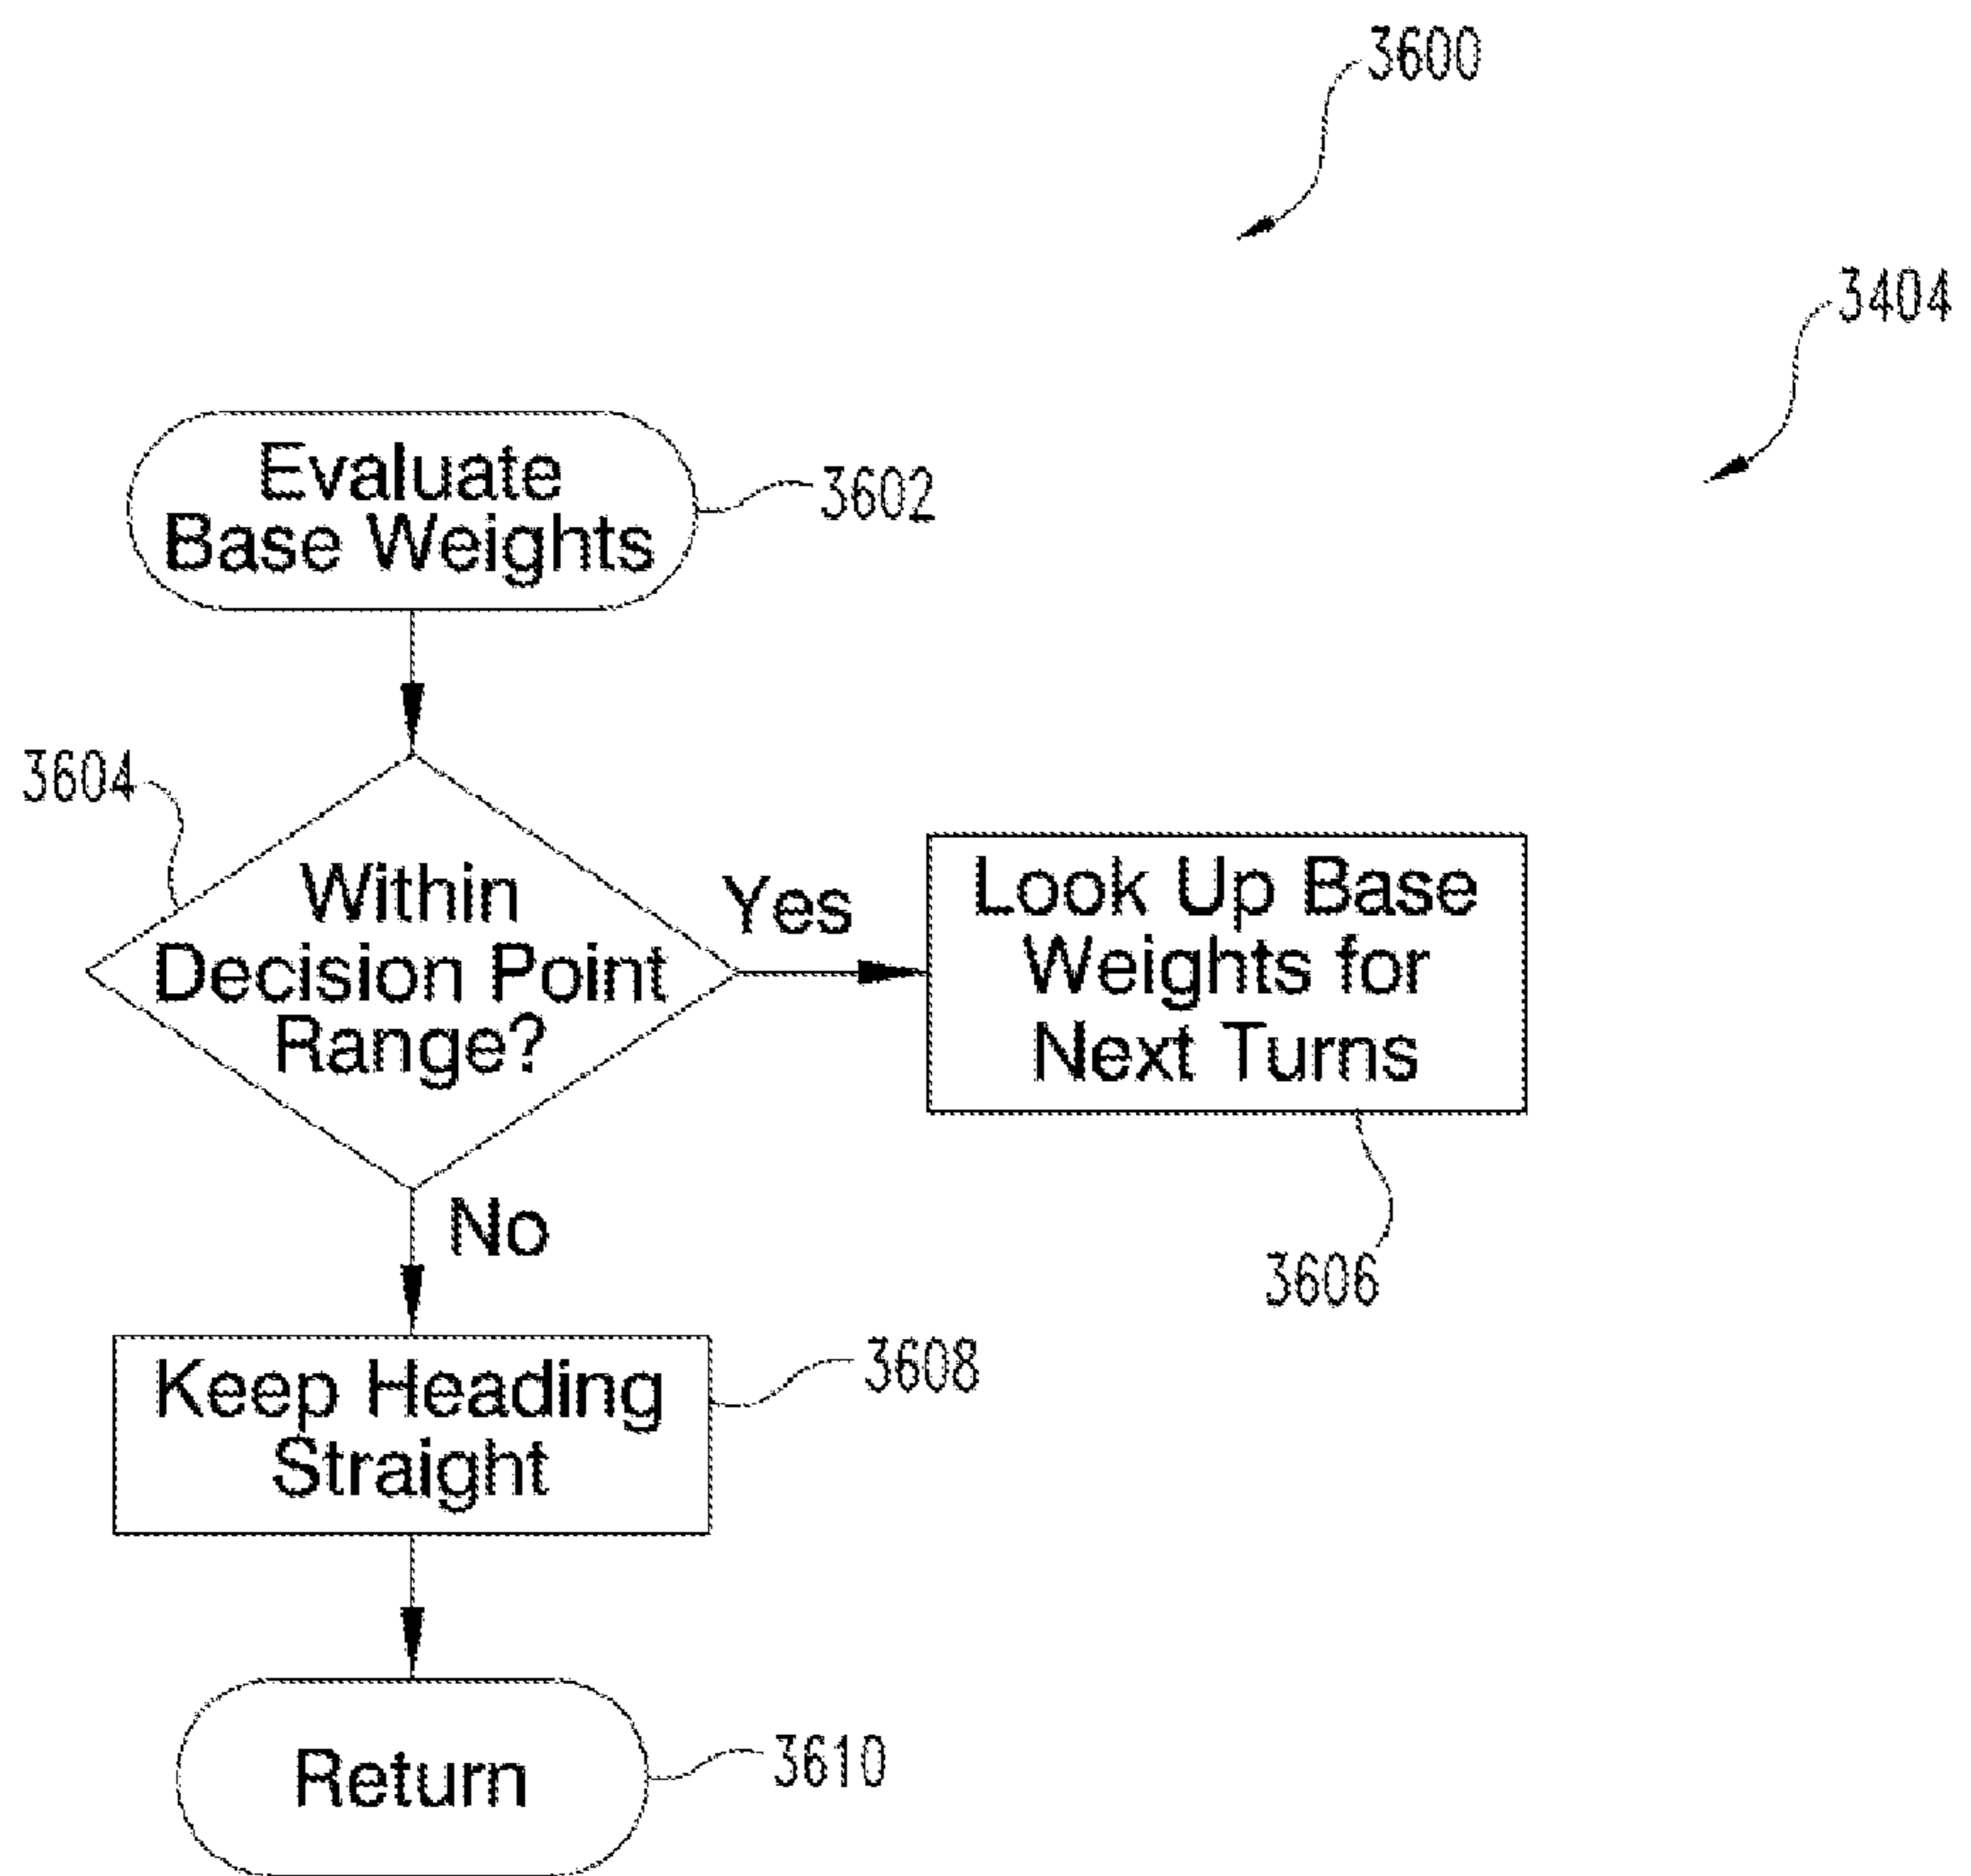 3600
3404
Evaluate
Base Weights
3602
3604
Within
Decision Point
Range?
Yes
Look Up Base
Weights for
Next Turns
3606
No
Keep Heading
Straight
3608
Return
3610